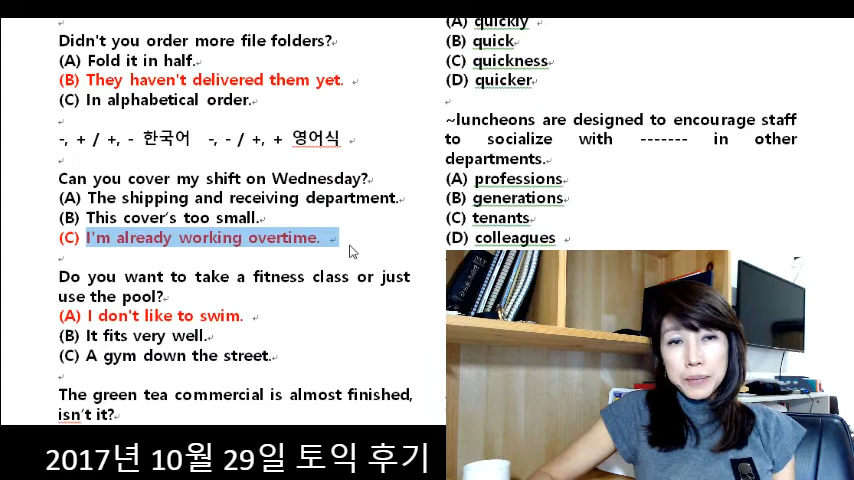 Didn't you order more file folders?
(A) Fold it in half.
(B) They haven't delivered them yet.
(C) In alphabetical order.
-, + / +, - 한국어 -, - / +, + 영어식
Can you cover my shift on Wednesday?
(A) The shipping and receiving department.
(B) This cover's too small.
(C) I'm already working overtime.
Do you want to take a fitness class or just
use the pool?
(A) I don't like to swim.
(B) It fits very well.
(C) A gym down the street.
The green tea commercial is almost finished,
isn't it?
(A) quickly
(B) quick
(C) quickness
(D) quicker
~luncheons are designed to encourage staff
to socialize with ------- in other
departments.
(A) professions
(B) generations
(C) tenants
(D) colleagues
2017년 10월 29일 토익 후기